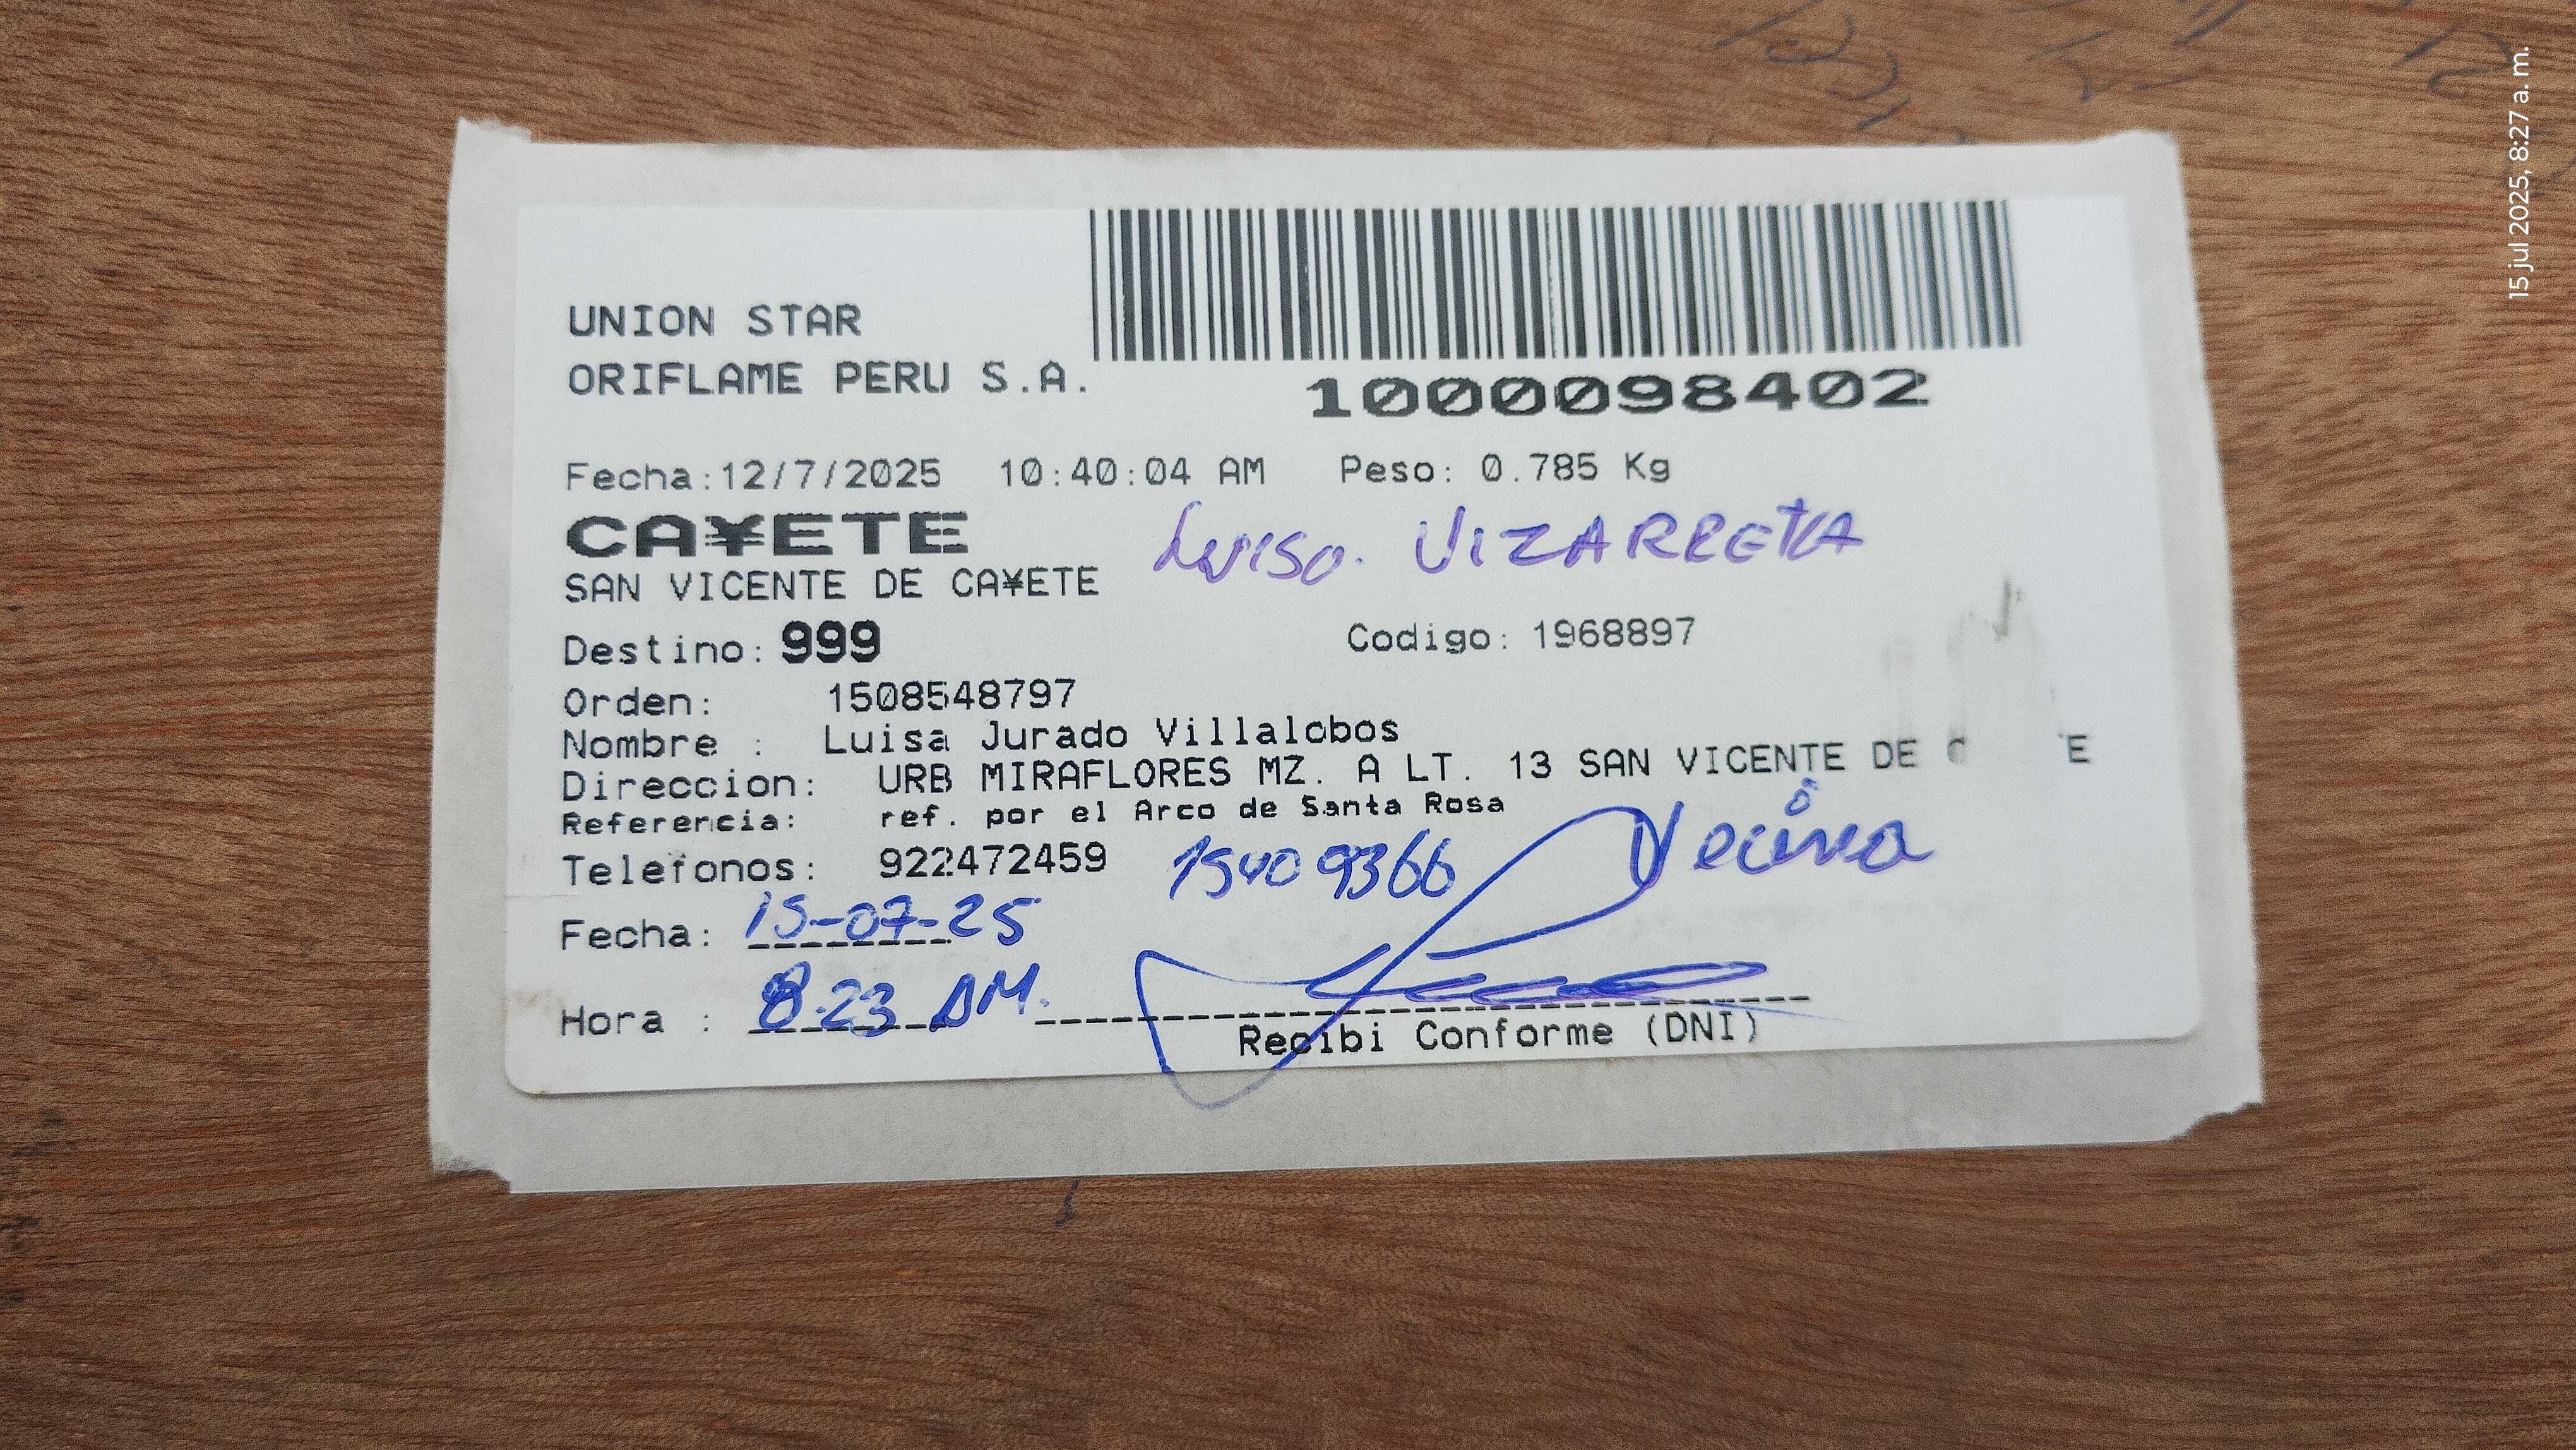 UNION STAR
ORIFLAME PERU S.A.
1000098402
Fecha:12/7/2025 10:40:04 AM Peso: 0.785 Kg
CA¥ETE
Luisa. VIZARRETA
SAN VICENTE DE CA¥ETE
Destino: 999 Codigo: 1968897
Orden: 1508548797
Nombre : Luisa Jurado Villalobos
Direccion: URB MIRAFLORES MZ. A LT. 13 SAN VICENTE DE C E
Referencia: ref. por el Arco de Santa Rosa
Telefonos: 922472459 15409366 Vecina
Fecha: 15-07-25
Hora : 8:23 AM.
Recibi Conforme (DNI)
15 jul 2025, 8:27 a. m.